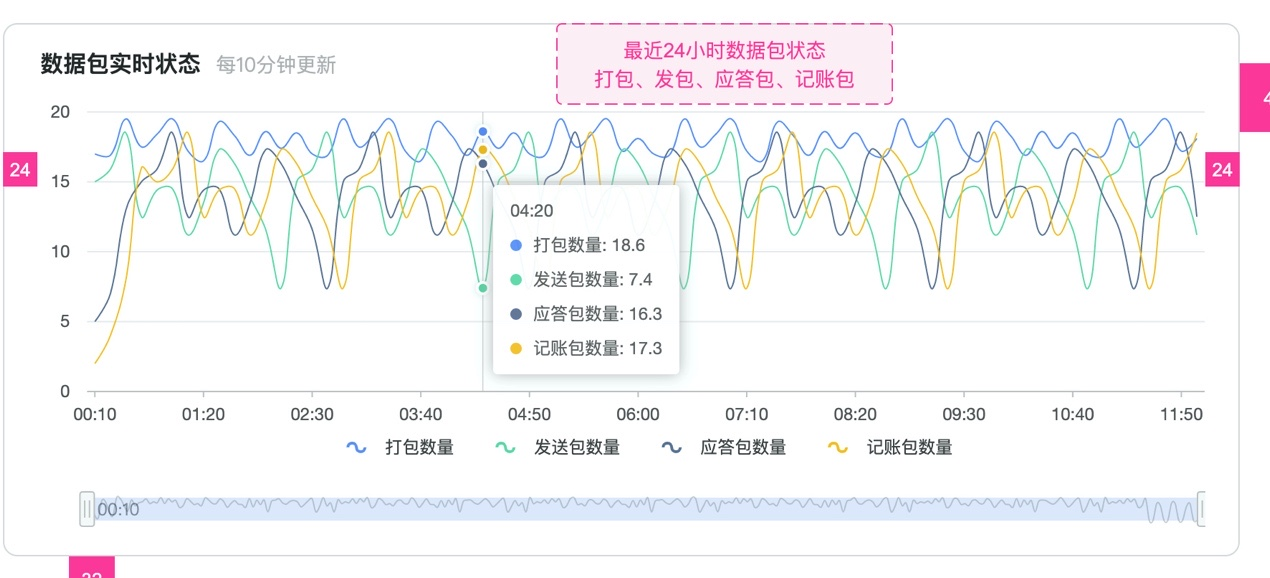 最近24小时数据包状态
打包、发包、应答包、记账包
数据包实时状态 每10分钟更新
20
24
15
24
04:20
打包数量: 18.6
10
发送包数量: 7.4
应答包数量: 16.3
5
记账包数量: 17.3
0
00:10 01:20 02:30 03:40 04:50 06:00 07:10 08:20 09:30 10:40 11:50
打包数量 发送包数量 应答包数量 记账包数量
00:10